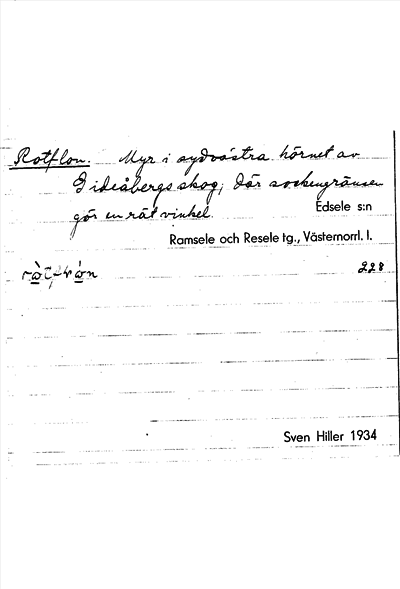 Rotflon. Myr i sydvästra hörnet av
Gideåbergs skog, där sockengränsen
gör en rät vinkel. Edsele s:n
Ramsele och Resele tg., Västernorrl. l.
228
Sven Hiller 1934